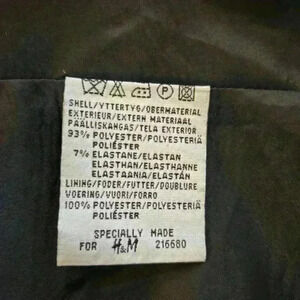 SHELL/YTTERTYG/OBERMATERIAL
EXTERIEUR/EXTERN MATERIAAL
PÄÄLLISKANGAS/TELA EXTERIOR
93% POLYESTER/POLYESTERIÄ
POLIÉSTER
7% ELASTANE/ELASTAN
ELASTHAN/ELASTHANNE
ELASTAANIA/ELASTÁN
LINING/FODER/FUTTER/DOUBLURE
VOERING/VUORI/FORRO
100% POLYESTER/POLYESTERIÄ
POLIÉSTER
SPECIALLY MADE
FOR H&M 216680